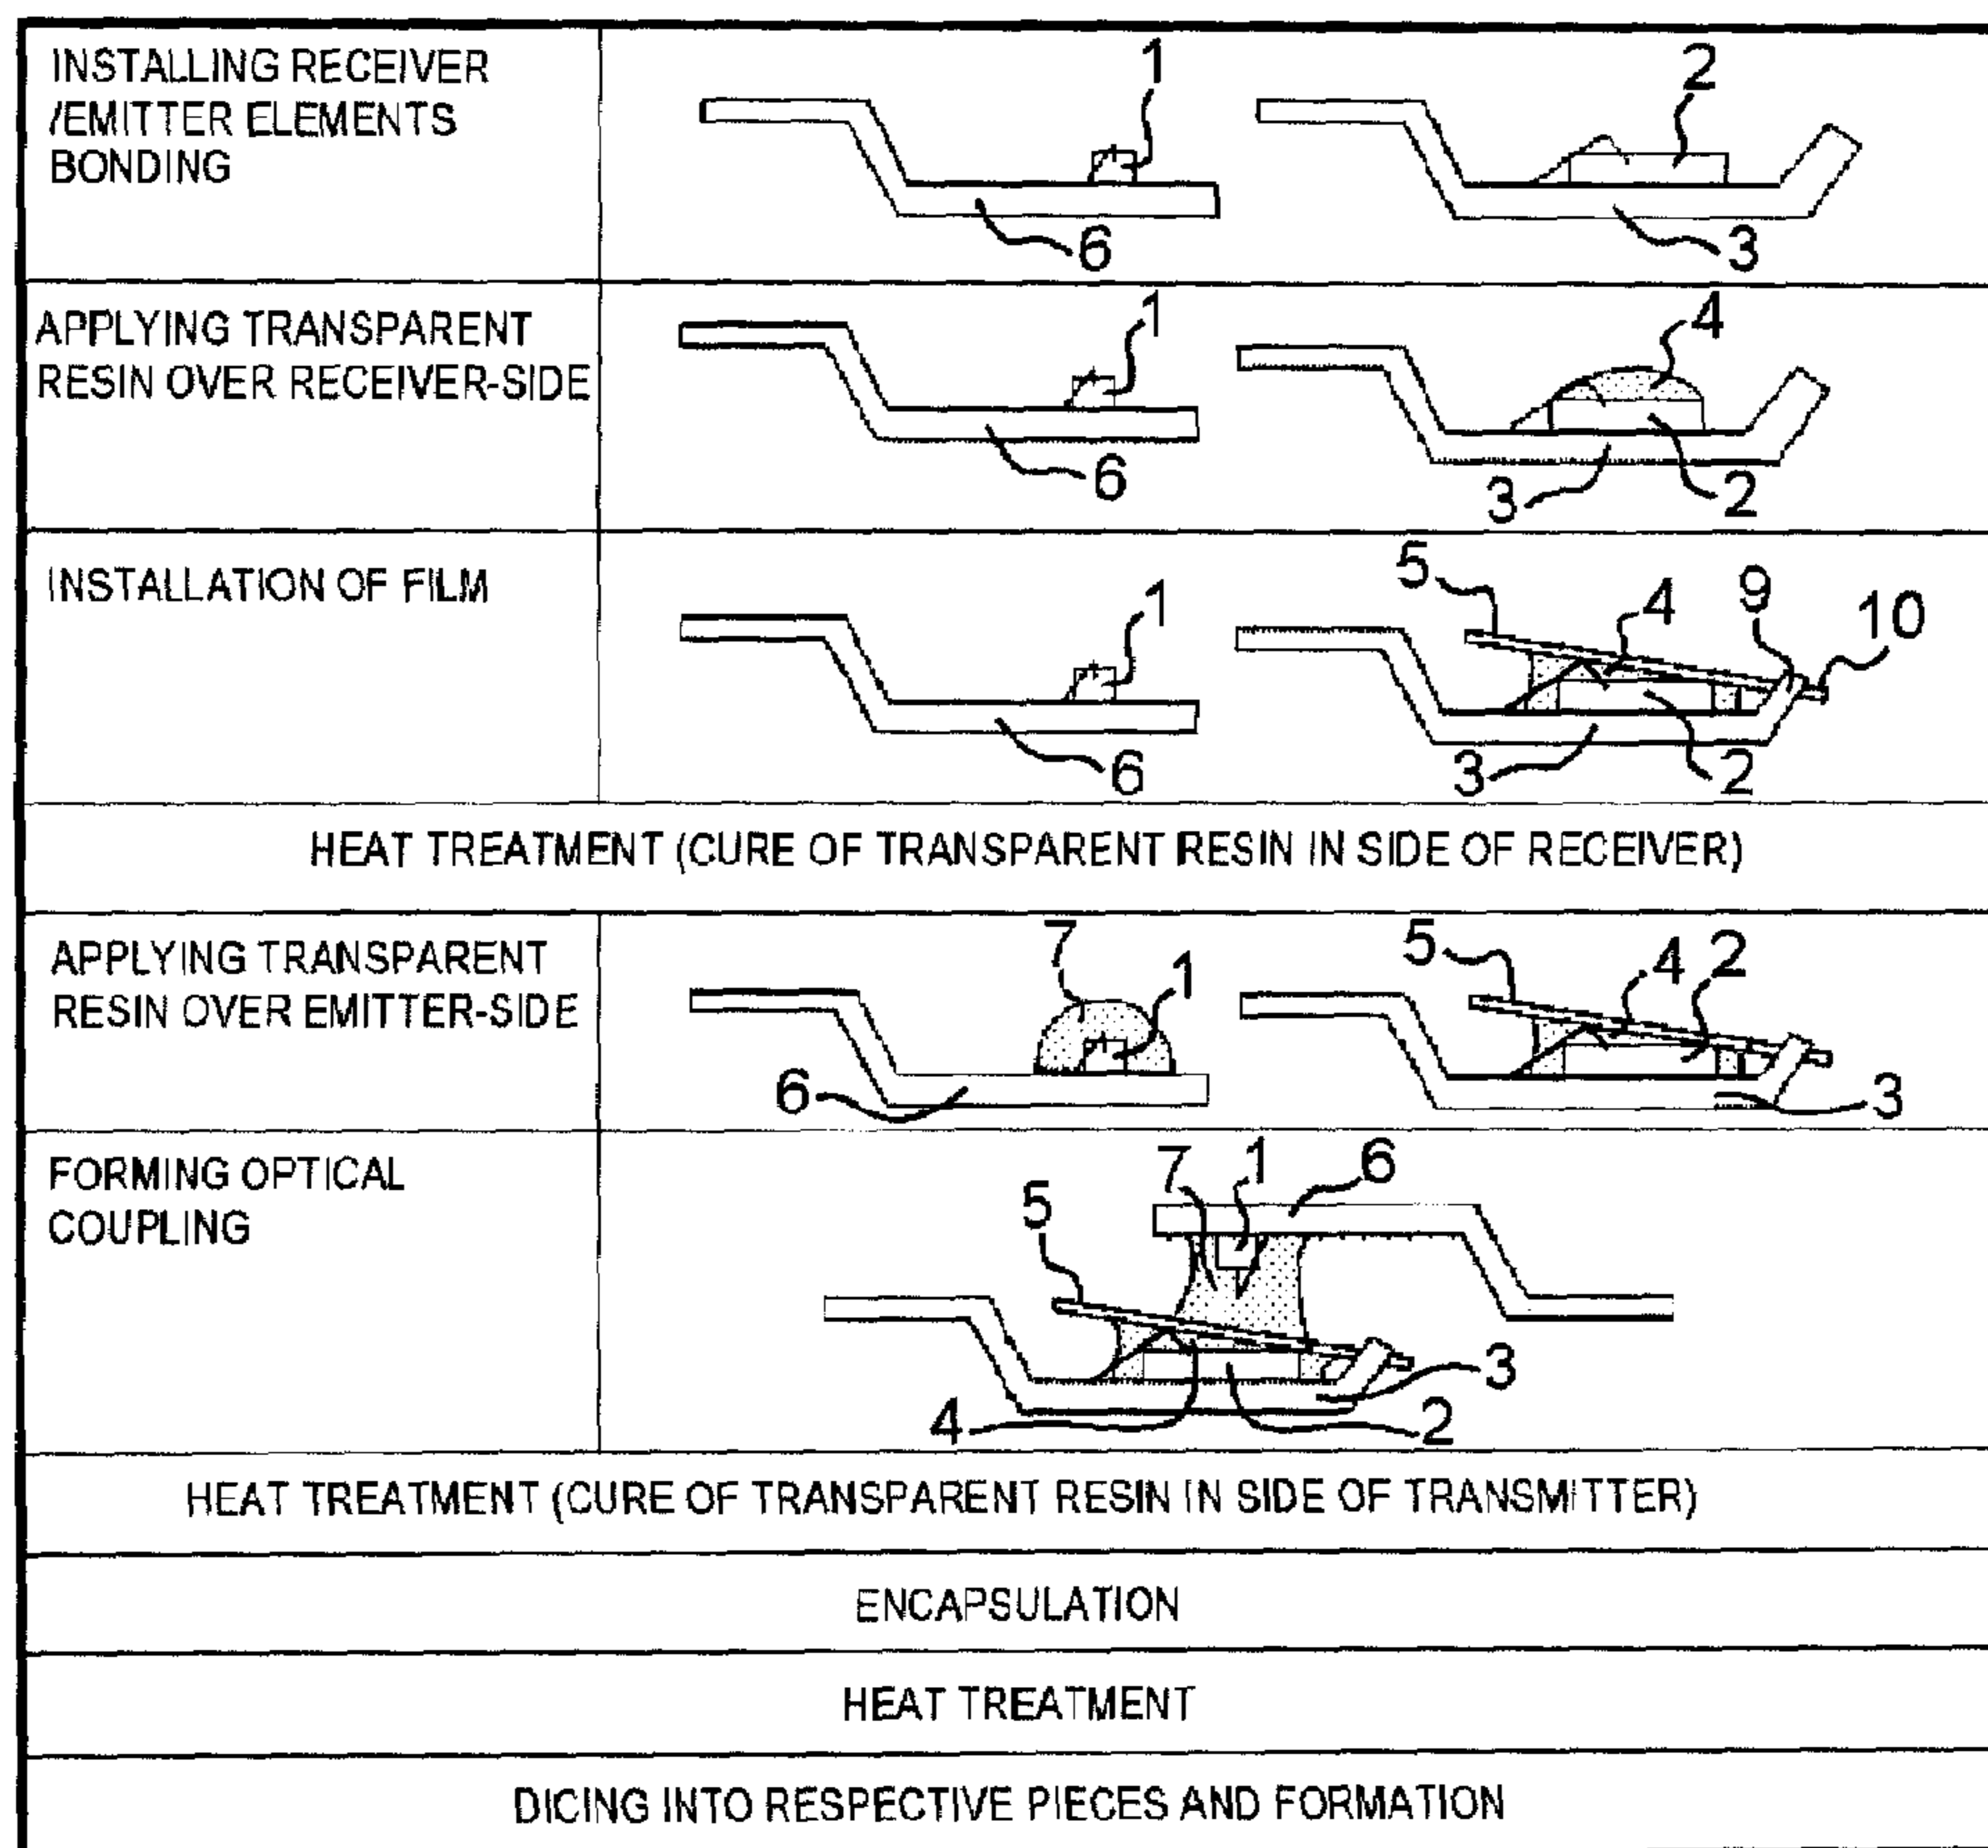 INSTALLING RECEIVER
/EMITTER ELEMENTS
BONDING
1
2
6
3
APPLYING TRANSPARENT
RESIN OVER RECEIVER-SIDE
1
4
6
3
2
INSTALLATION OF FILM
1
5
4
9
10
6
3
2
HEAT TREATMENT (CURE OF TRANSPARENT RESIN IN SIDE OF RECEIVER)
APPLYING TRANSPARENT
RESIN OVER EMITTER-SIDE
7
1
5
4
2
6
3
FORMING OPTICAL
COUPLING
7
1
6
5
3
4
2
HEAT TREATMENT (CURE OF TRANSPARENT RESIN IN SIDE OF TRANSMITTER)
ENCAPSULATION
HEAT TREATMENT
DICING INTO RESPECTIVE PIECES AND FORMATION